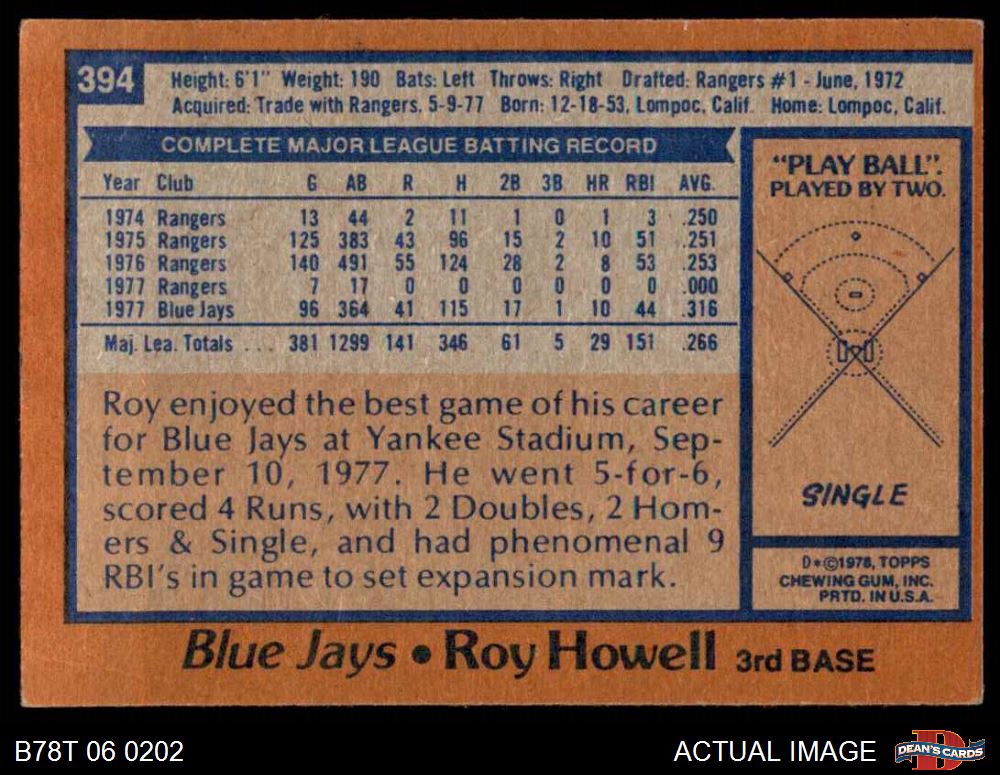 394
Height: 6'1" Weight: 190 Bats: Left Throws: Right Drafted: Rangers #1 - June, 1972
Acquired: Trade with Rangers, 5-9-77 Born: 12-18-53, Lompoc, Calif. Home: Lompoc, Calif.
COMPLETE MAJOR LEAGUE BATTING RECORD
Year Club G AB R H 2B 3B HR RBI AVG.
1974 Rangers 13 44 2 11 1 0 1 3 .250
1975 Rangers 125 383 43 96 15 2 10 51 .251
1976 Rangers 140 491 55 124 28 2 8 53 .253
1977 Rangers 7 17 0 0 0 0 0 0 .000
1977 Blue Jays 96 364 41 115 17 1 10 44 .316
Maj. Lea. Totals ... 381 1299 141 346 61 5 29 151 .266
Roy enjoyed the best game of his career
for Blue Jays at Yankee Stadium, Sep-
tember 10, 1977. He went 5-for-6,
scored 4 Runs, with 2 Doubles, 2 Hom-
ers & Single, and had phenomenal 9
RBI's in game to set expansion mark.
"PLAY BALL".
PLAYED BY TWO.
SINGLE
D*©1978, TOPPS
CHEWING GUM, INC.
PRTD. IN U.S.A.
Blue Jays • Roy Howell 3rd BASE
B78T 06 0202
ACTUAL IMAGE
DEAN'S CARDS